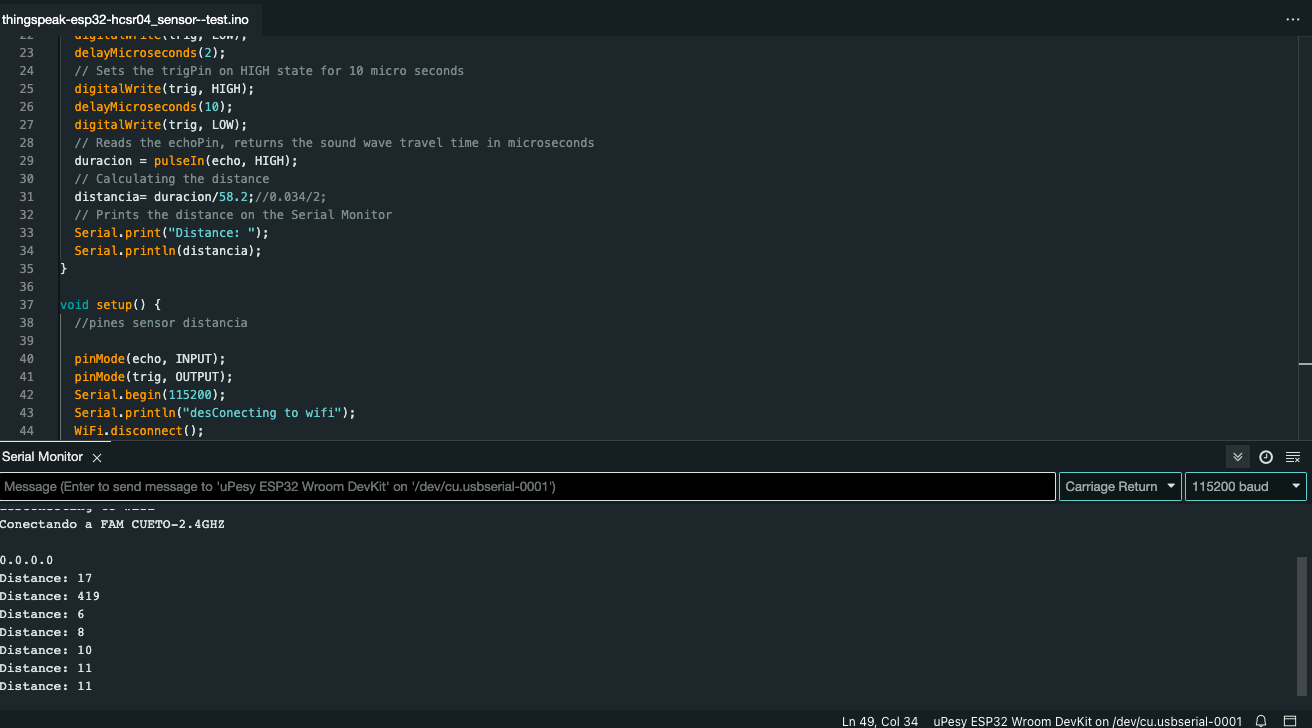 thingspeak-esp32-hcsr04_sensor--test.ino
22 digitalWrite(trig, LOW);
23 delayMicroseconds(2);
24 // Sets the trigPin on HIGH state for 10 micro seconds
25 digitalWrite(trig, HIGH);
26 delayMicroseconds(10);
27 digitalWrite(trig, LOW);
28 // Reads the echoPin, returns the sound wave travel time in microseconds
29 duracion = pulseIn(echo, HIGH);
30 // Calculating the distance
31 distancia= duracion/58.2;//0.034/2;
32 // Prints the distance on the Serial Monitor
33 Serial.print("Distance: ");
34 Serial.println(distancia);
35 }
36
37 void setup() {
38 //pines sensor distancia
39
40 pinMode(echo, INPUT);
41 pinMode(trig, OUTPUT);
42 Serial.begin(115200);
43 Serial.println("desConecting to wifi");
44 WiFi.disconnect();
Serial Monitor
Message (Enter to send message to 'uPesy ESP32 Wroom DevKit' on '/dev/cu.usbserial-0001')
Carriage Return
115200 baud
to wifi
Conectando a FAM CUETO-2.4GHZ
0.0.0.0
Distance: 17
Distance: 419
Distance: 6
Distance: 8
Distance: 10
Distance: 11
Distance: 11
Ln 49, Col 34 uPesy ESP32 Wroom DevKit on /dev/cu.usbserial-0001